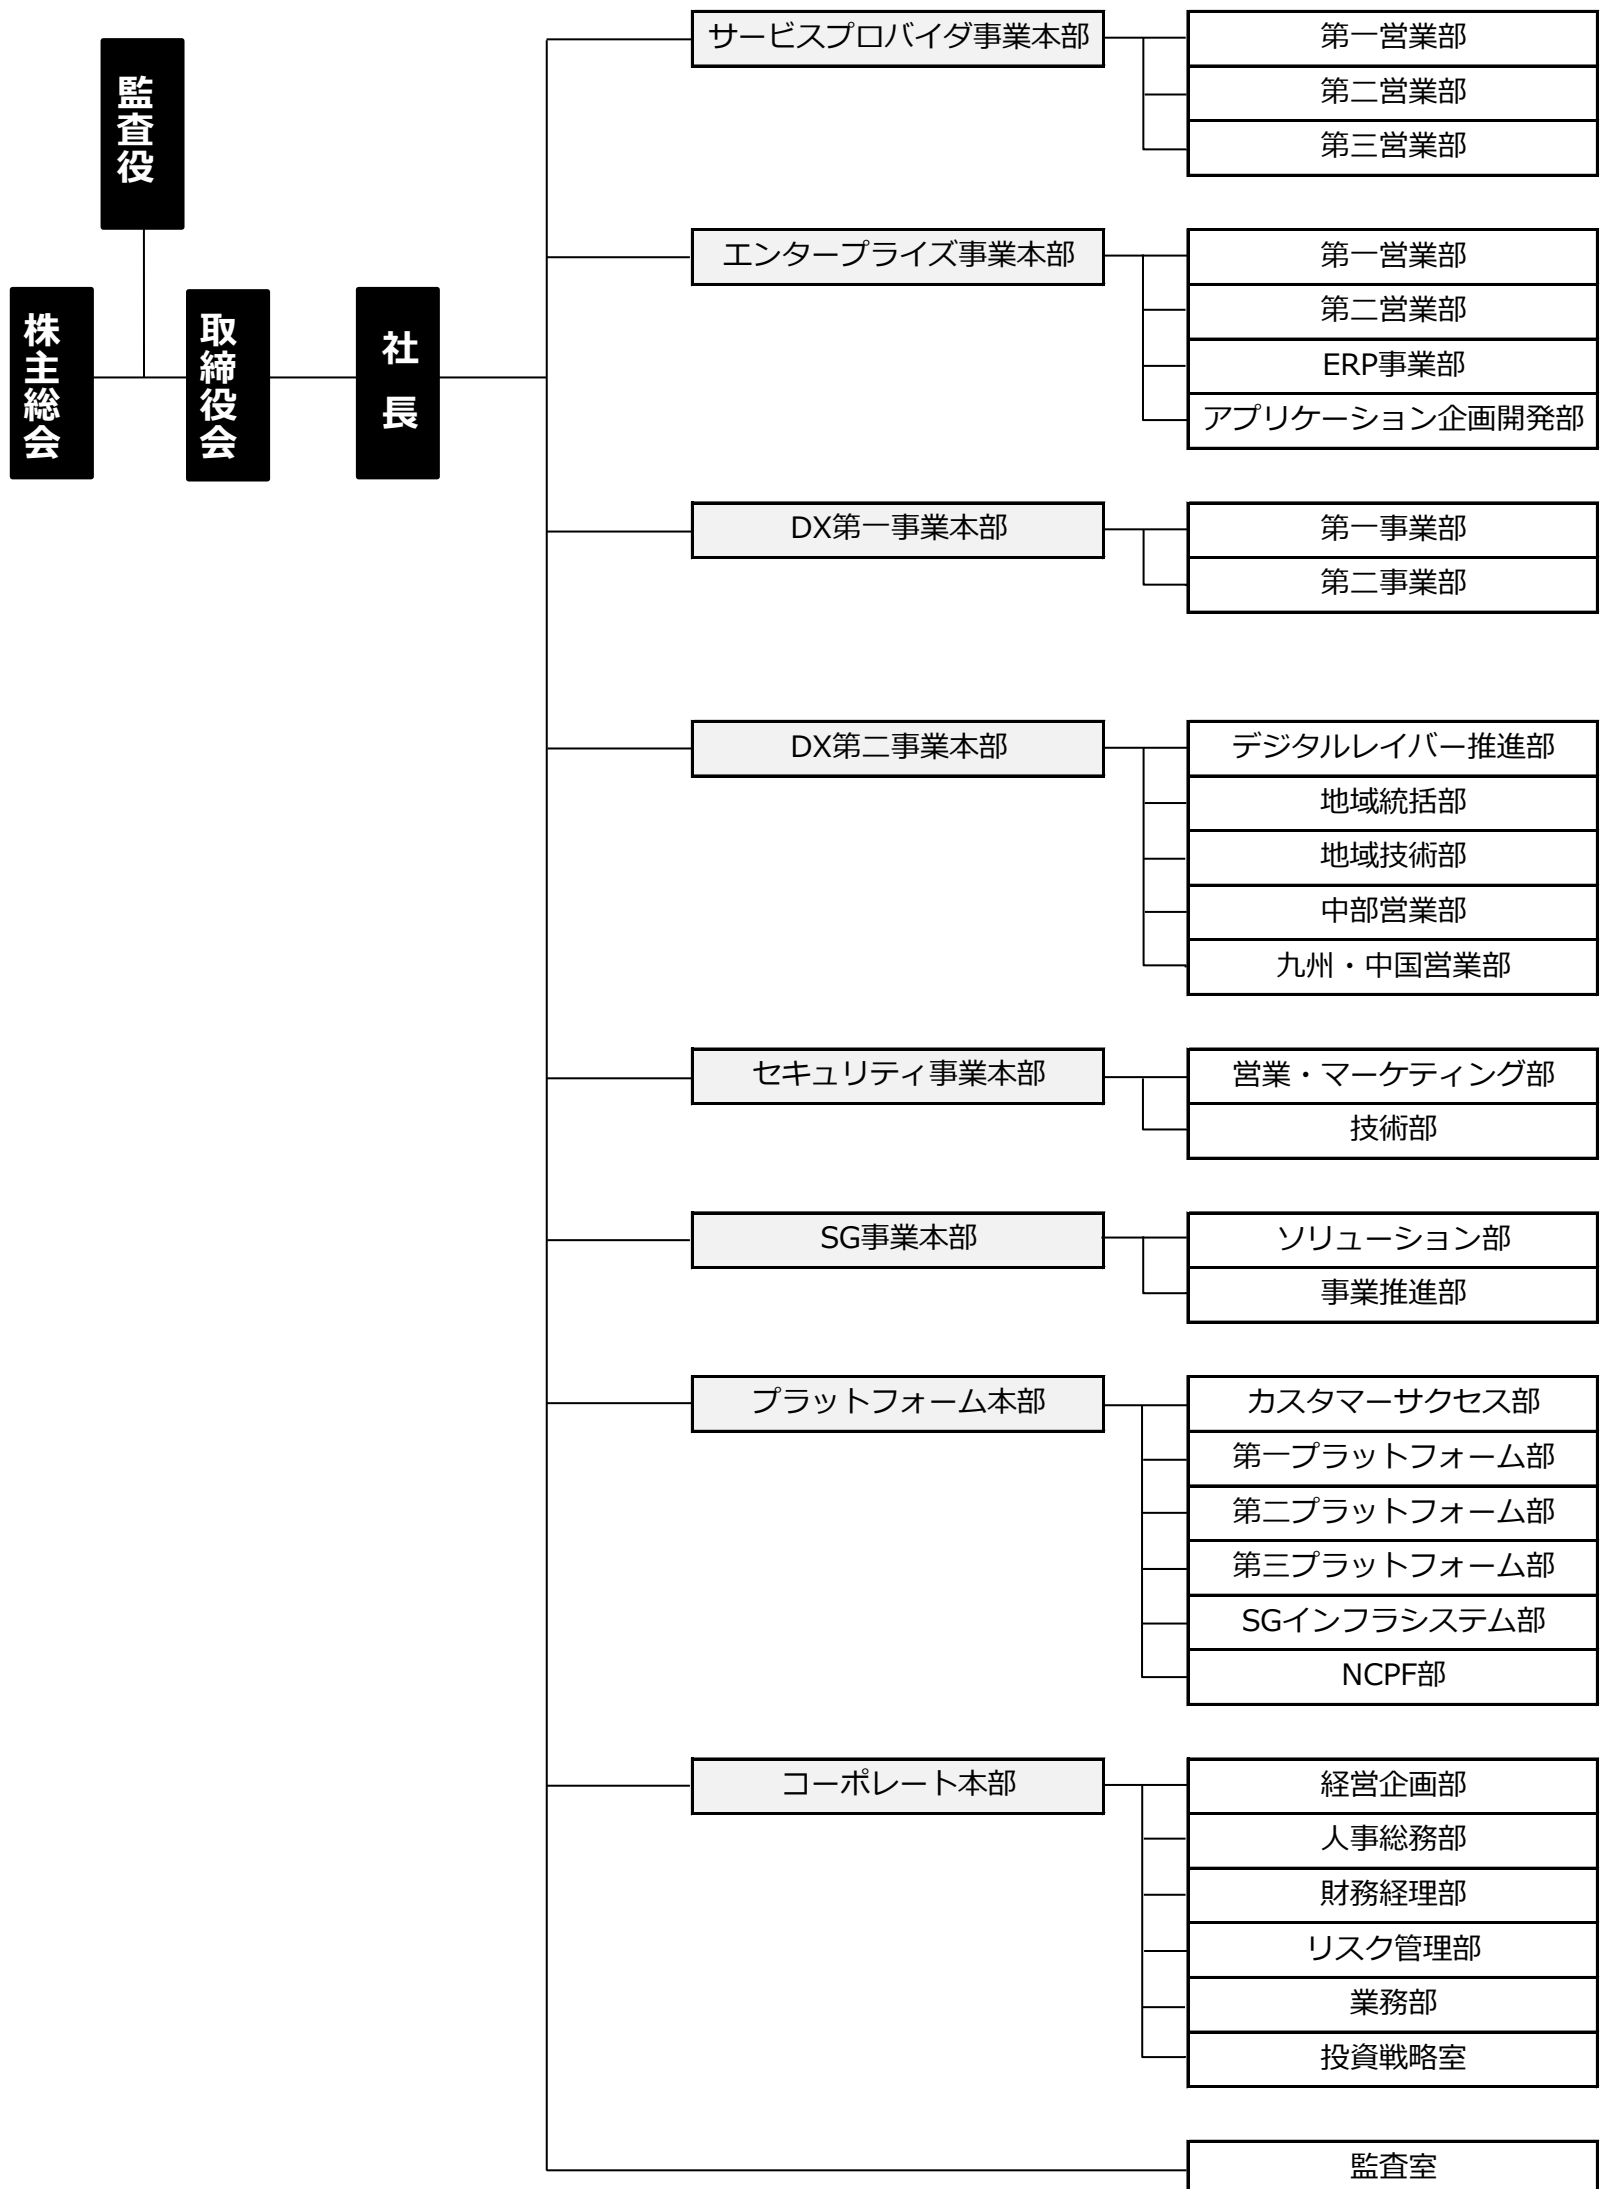 監査役
株主総会
取締役会
社長
サービスプロバイダ事業本部
第一営業部
第二営業部
第三営業部
エンタープライズ事業本部
第一営業部
第二営業部
ERP事業部
アプリケーション企画開発部
DX第一事業本部
第一事業部
第二事業部
DX第二事業本部
デジタルレイバー推進部
地域統括部
地域技術部
中部営業部
九州・中国営業部
セキュリティ事業本部
営業・マーケティング部
技術部
SG事業本部
ソリューション部
事業推進部
プラットフォーム本部
カスタマーサクセス部
第一プラットフォーム部
第二プラットフォーム部
第三プラットフォーム部
SGインフラシステム部
NCPF部
コーポレート本部
経営企画部
人事総務部
財務経理部
リスク管理部
業務部
投資戦略室
監査室